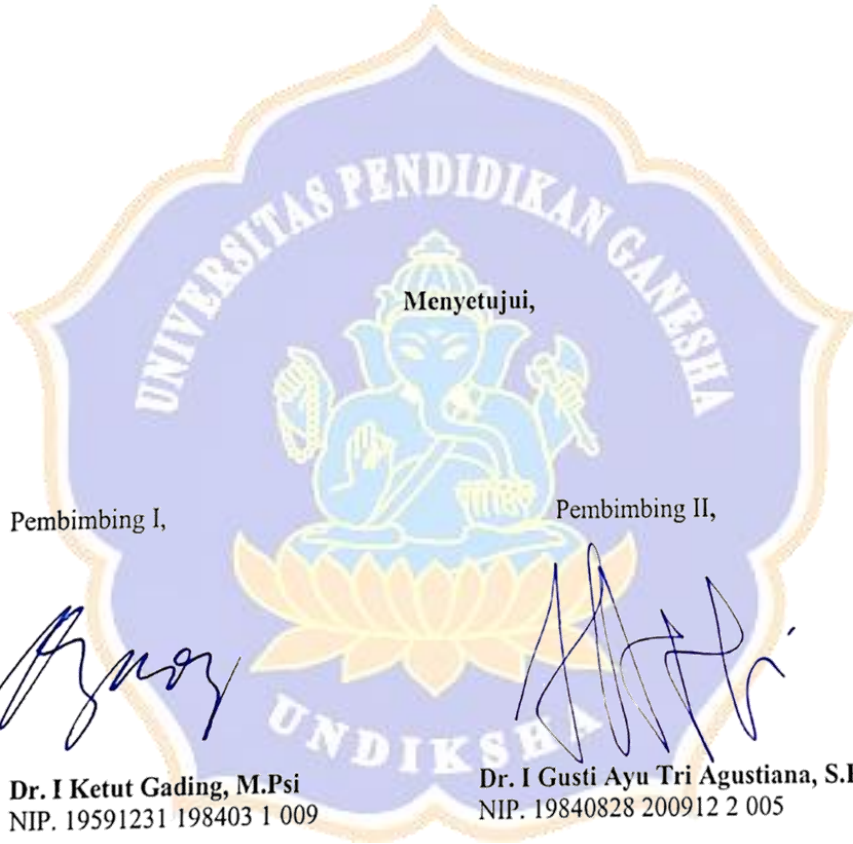 UNIVERSITAS PENDIDIKAN GANESHA
Menyetujui,
Pembimbing I,
Pembimbing II,
UNDIKSHA
Dr. I Ketut Gading, M.Psi
NIP. 19591231 198403 1 009
Dr. I Gusti Ayu Tri Agustiana, S.
NIP. 19840828 200912 2 005